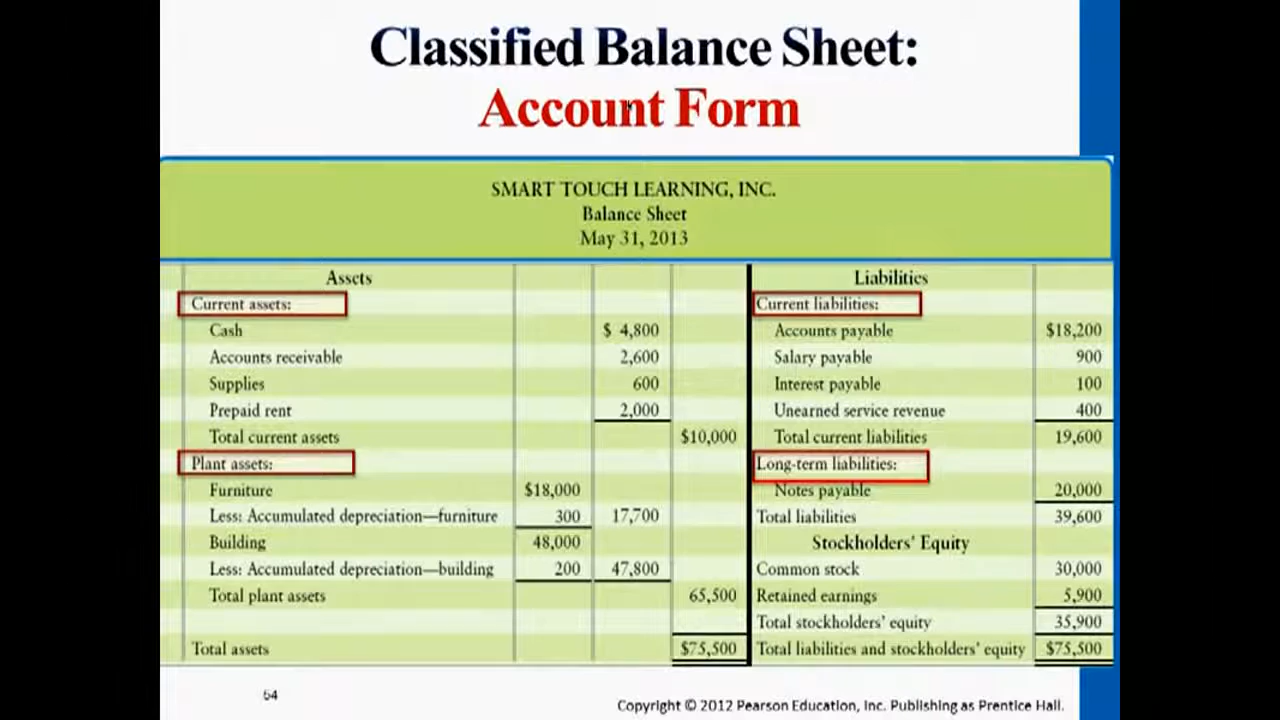 Classified Balance Sheet:
Account Form
SMART TOUCH LEARNING, INC.
Balance Sheet
May 31, 2013
Assets
Current assets:
Cash $ 4,800
Accounts receivable 2,600
Supplies 600
Prepaid rent 2,000
Total current assets $10,000
Plant assets:
Furniture $18,000
Less: Accumulated depreciation—furniture 300 17,700
Building 48,000
Less: Accumulated depreciation—building 200 47,800
Total plant assets 65,500
Total assets $75,500
Liabilities
Current liabilities:
Accounts payable $18,200
Salary payable 900
Interest payable 100
Unearned service revenue 400
Total current liabilities 19,600
Long-term liabilities:
Notes payable 20,000
Total liabilities 39,600
Stockholders' Equity
Common stock 30,000
Retained earnings 5,900
Total stockholders' equity 35,900
Total liabilities and stockholders' equity $75,500
54
Copyright © 2012 Pearson Education, Inc. Publishing as Prentice Hall.